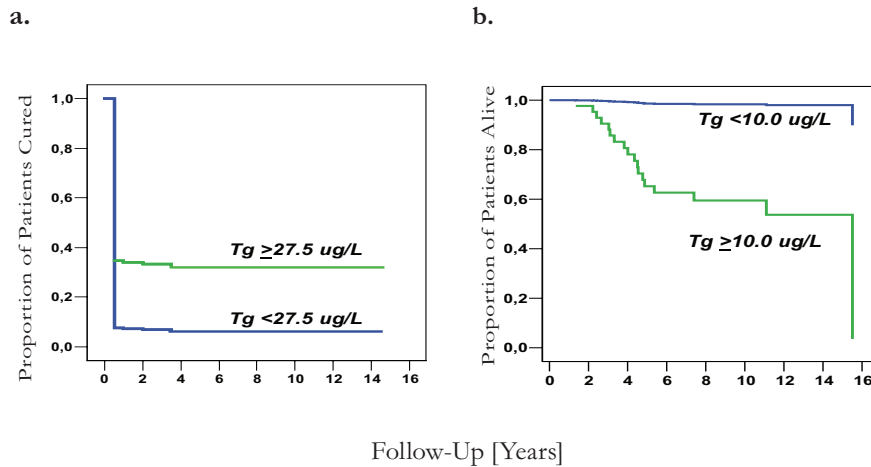 a.
Proportion of Patients Cured
1,0
0,8
0,6
0,4
0,2
0,0
Tg ≥27.5 ug/L
Tg <27.5 ug/L
0 2 4 6 8 10 12 14 16
b.
Proportion of Patients Alive
1,0
0,8
0,6
0,4
0,2
0,0
Tg <10.0 ug/L
Tg ≥10.0 ug/L
0 2 4 6 8 10 12 14 16
Follow-Up [Years]